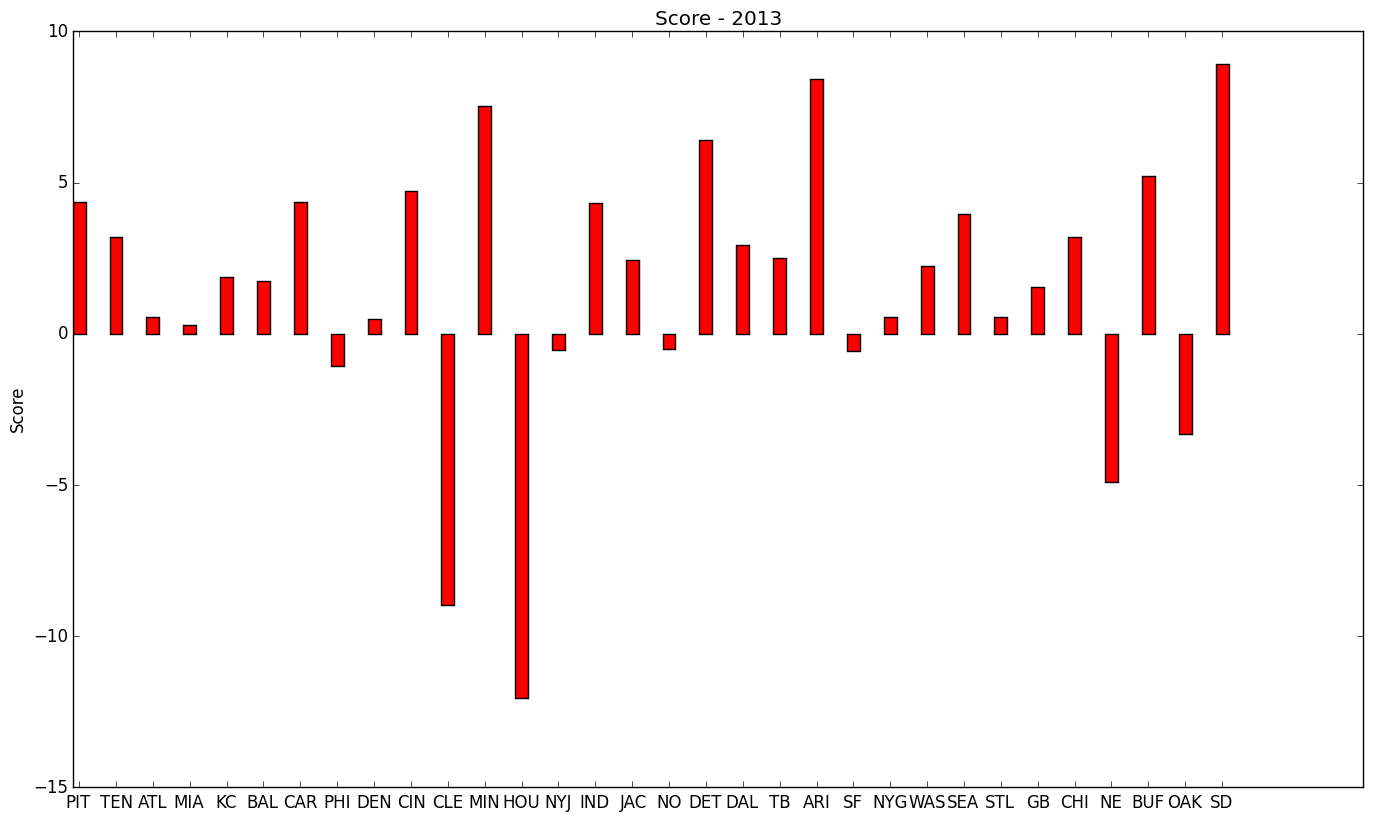 Score - 2013
10
5
0
−5
−10
−15
Score
PIT TEN ATL MIA KC BAL CAR PHI DEN CIN CLE MIN HOU NYJ IND JAC NO DET DAL TB ARI SF NYG WAS SEA STL GB CHI NE BUF OAK SD